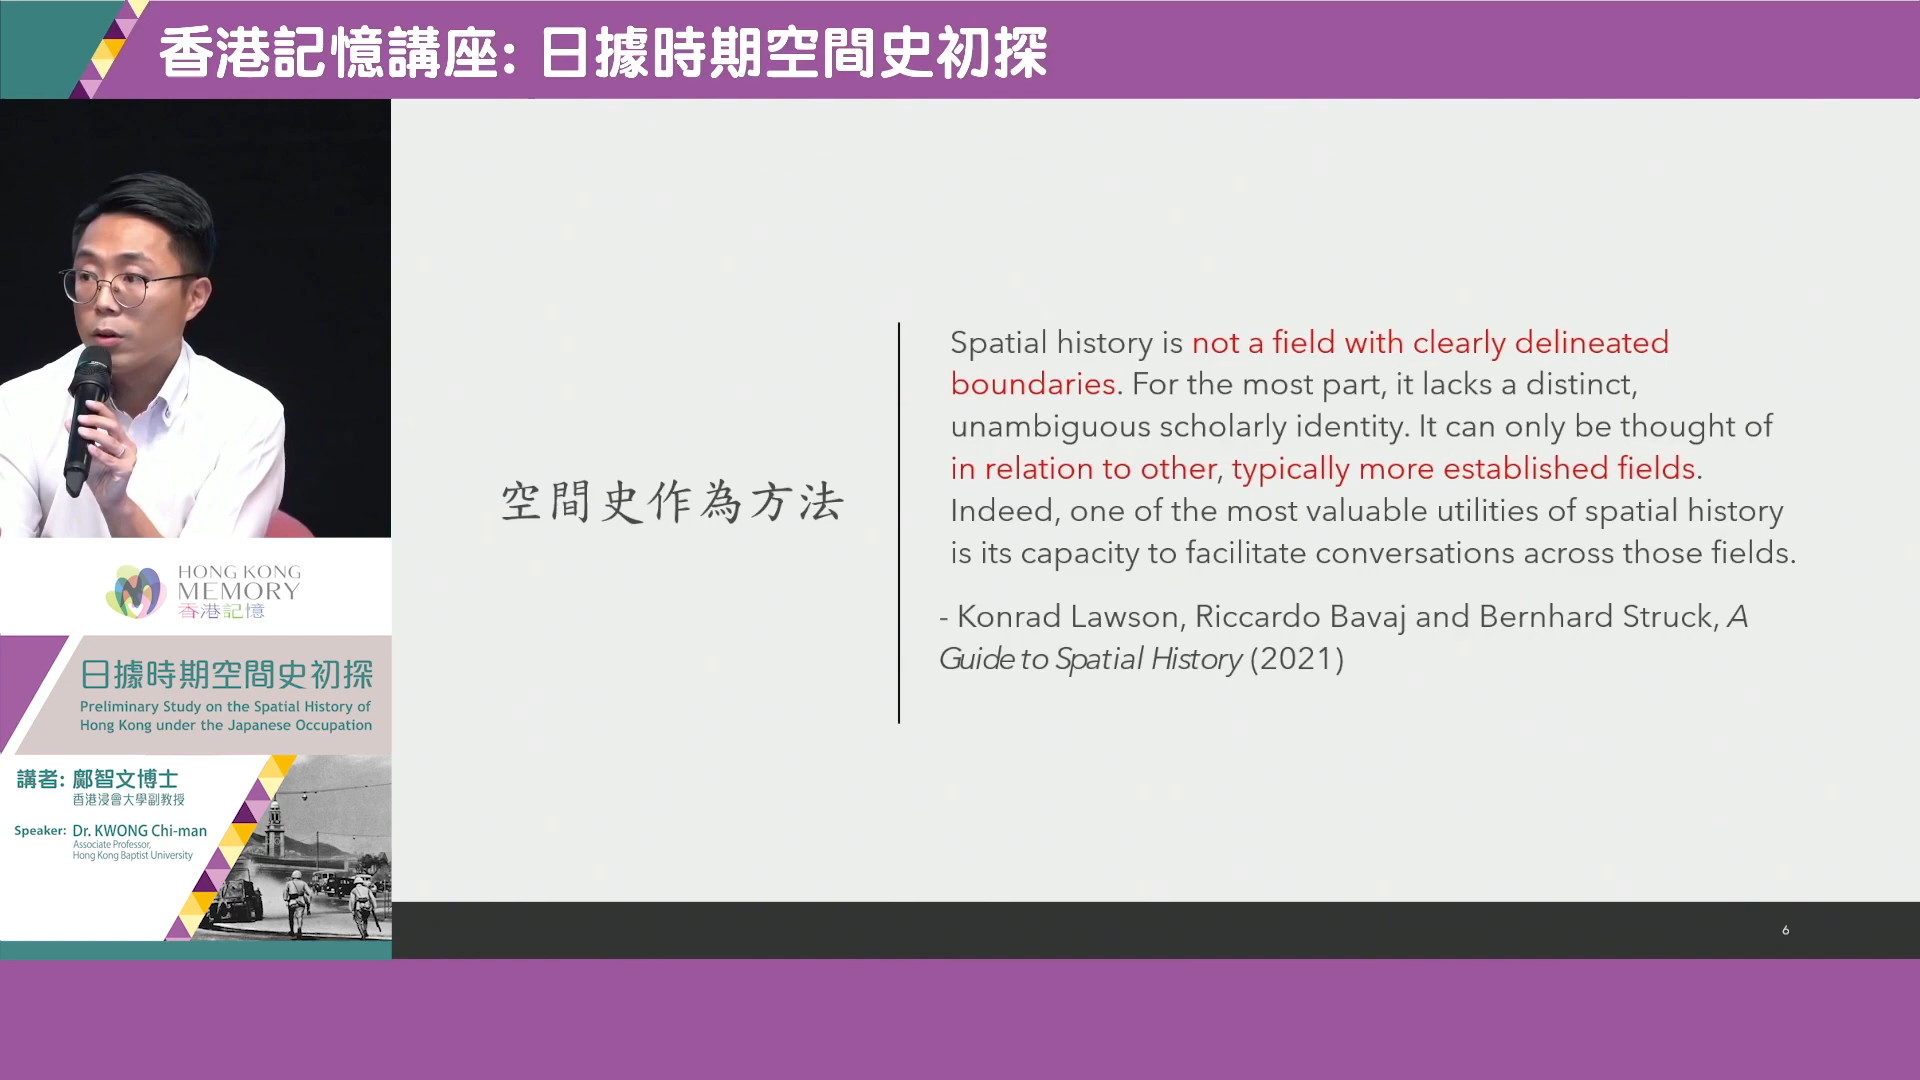 香港記憶講座: 日據時期空間史初探
空間史作為方法
Spatial history is not a field with clearly delineated
boundaries. For the most part, it lacks a distinct,
unambiguous scholarly identity. It can only be thought of
in relation to other, typically more established fields.
Indeed, one of the most valuable utilities of spatial history
is its capacity to facilitate conversations across those fields.
- Konrad Lawson, Riccardo Bavaj and Bernhard Struck, A
Guide to Spatial History (2021)
6
HONG KONG
MEMORY
香港記憶
日據時期空間史初探
Preliminary Study on the Spatial History of
Hong Kong under the Japanese Occupation
講者: 鄺智文博士
香港浸會大學副教授
Speaker: Dr. KWONG Chi-man
Associate Professor,
Hong Kong Baptist University